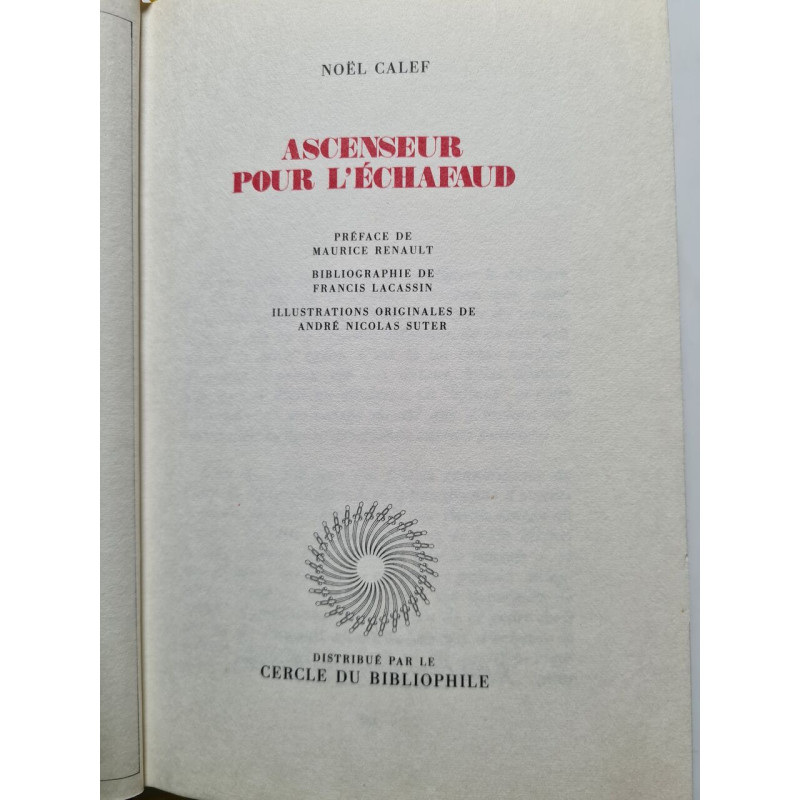 NOËL CALEF
ASCENSEUR
POUR L'ÉCHAFAUD
PRÉFACE DE
MAURICE RENAULT
BIBLIOGRAPHIE DE
FRANCIS LACASSIN
ILLUSTRATIONS ORIGINALES DE
ANDRÉ NICOLAS SUTER
DISTRIBUÉ PAR LE
CERCLE DU BIBLIOPHILE